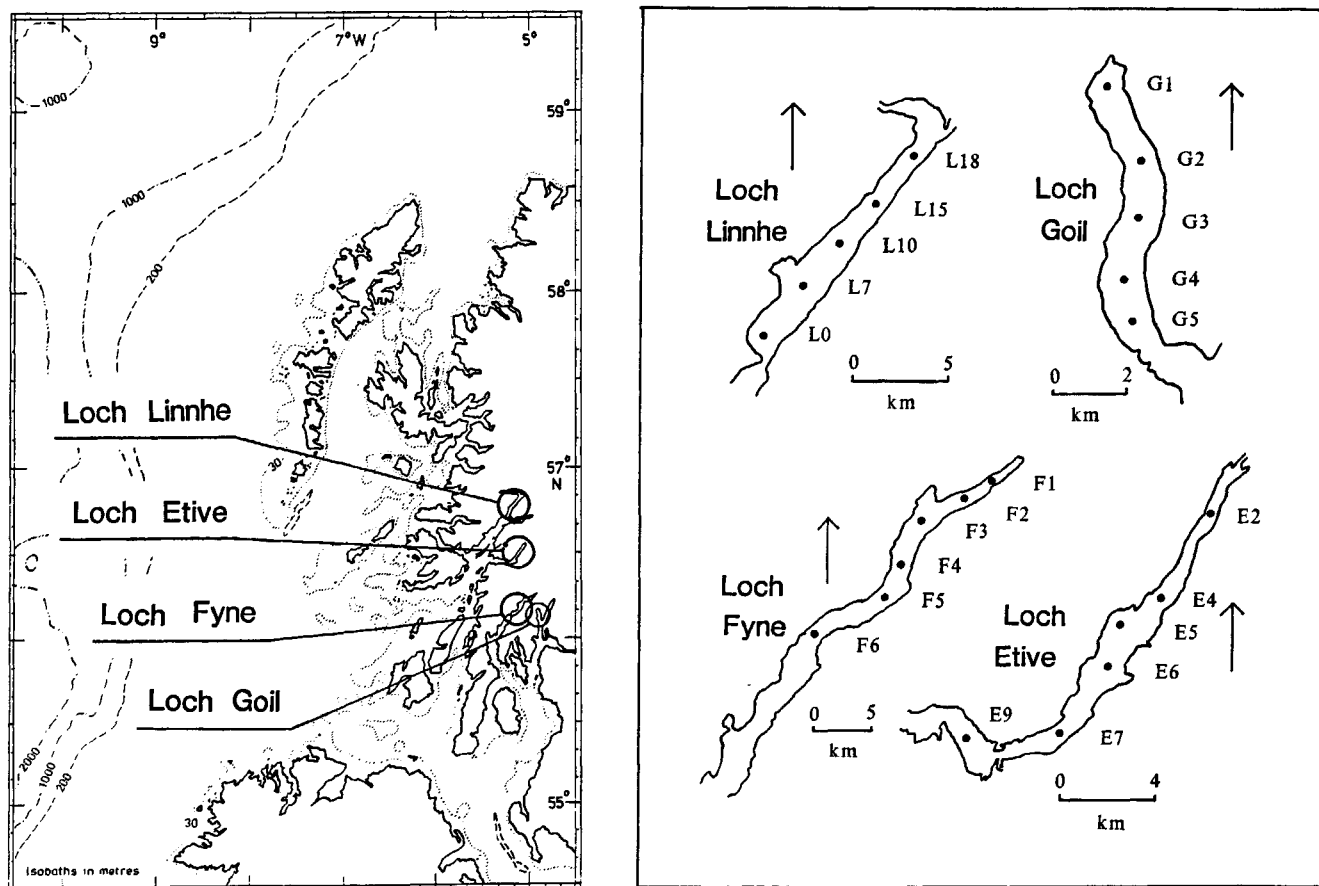 9°
7°W
5°
1000
59°
1000
200
58°
Loch Linnhe
30
57°
N
Loch Etive
Loch Fyne
Loch Goil
2000
1000
200
55°
30
Isobaths in metres
G1
L18
G2
Loch
Linnhe
L15
Loch
Goil
G3
L10
G4
L7
G5
L0
0 5
km
0 2
km
F1
F2
E2
F3
F4
Loch
Fyne
F5
E4
Loch
Etive
E5
F6
E6
0 5
km
E9
E7
0 4
km